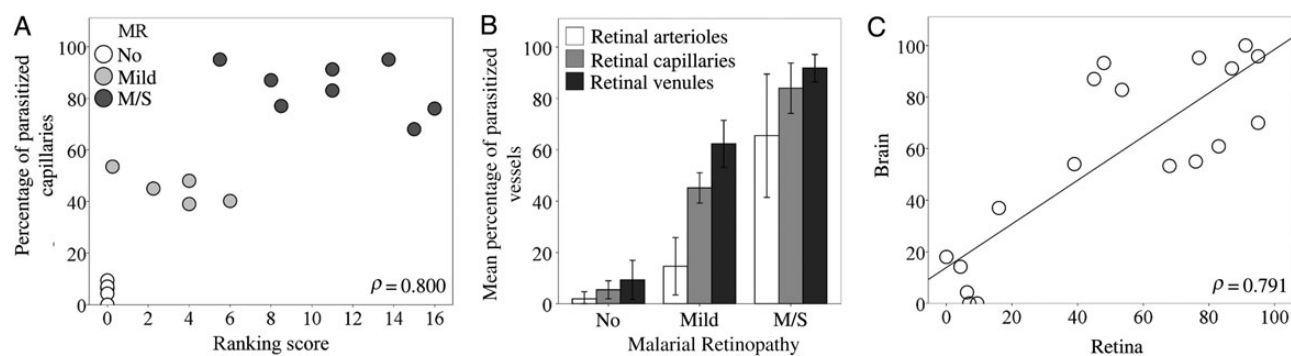 A
MR
No
Mild
M/S
Percentage of parasitized
capillaries
100
80
60
40
20
0
0 2 4 6 8 10 12 14 16
ρ = 0.800
Ranking score
B
Retinal arterioles
Retinal capillaries
Retinal venules
Mean percentage of parasitized
vessels
100
80
60
40
20
0
No Mild M/S
Malarial Retinopathy
C
Brain
100
80
60
40
20
0
0 20 40 60 80 100
ρ =0.791
Retina